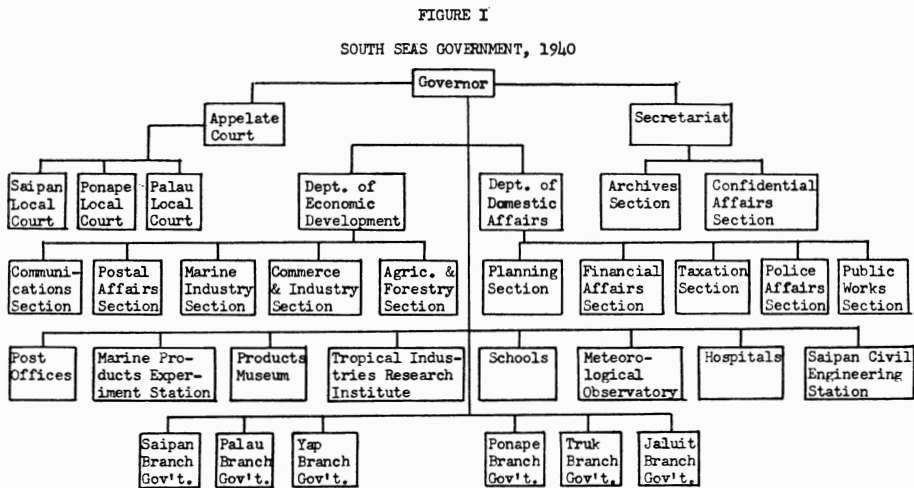 FIGURE I
SOUTH SEAS GOVERNMENT, 1940
Governor
Appelate
Court
Secretariat
Saipan
Local
Court
Ponape
Local
Court
Palau
Local
Court
Dept. of
Economic
Development
Dept. of
Domestic
Affairs
Archives
Section
Confidential
Affairs
Section
Communi-
cations
Section
Postal
Affairs
Section
Marine
Industry
Section
Commerce
& Industry
Section
Agric. &
Forestry
Section
Planning
Section
Financial
Affairs
Section
Taxation
Section
Police
Affairs
Section
Public
Works
Section
Post
Offices
Marine Pro-
ducts Exper-
iment Station
Products
Museum
Tropical Indus-
tries Research
Institute
Schools
Meteoro-
logical
Observatory
Hospitals
Saipan Civil
Engineering
Station
Saipan
Branch
Gov't.
Palau
Branch
Gov't.
Yap
Branch
Gov't.
Ponape
Branch
Gov't.
Truk
Branch
Gov't.
Jaluit
Branch
Gov't.